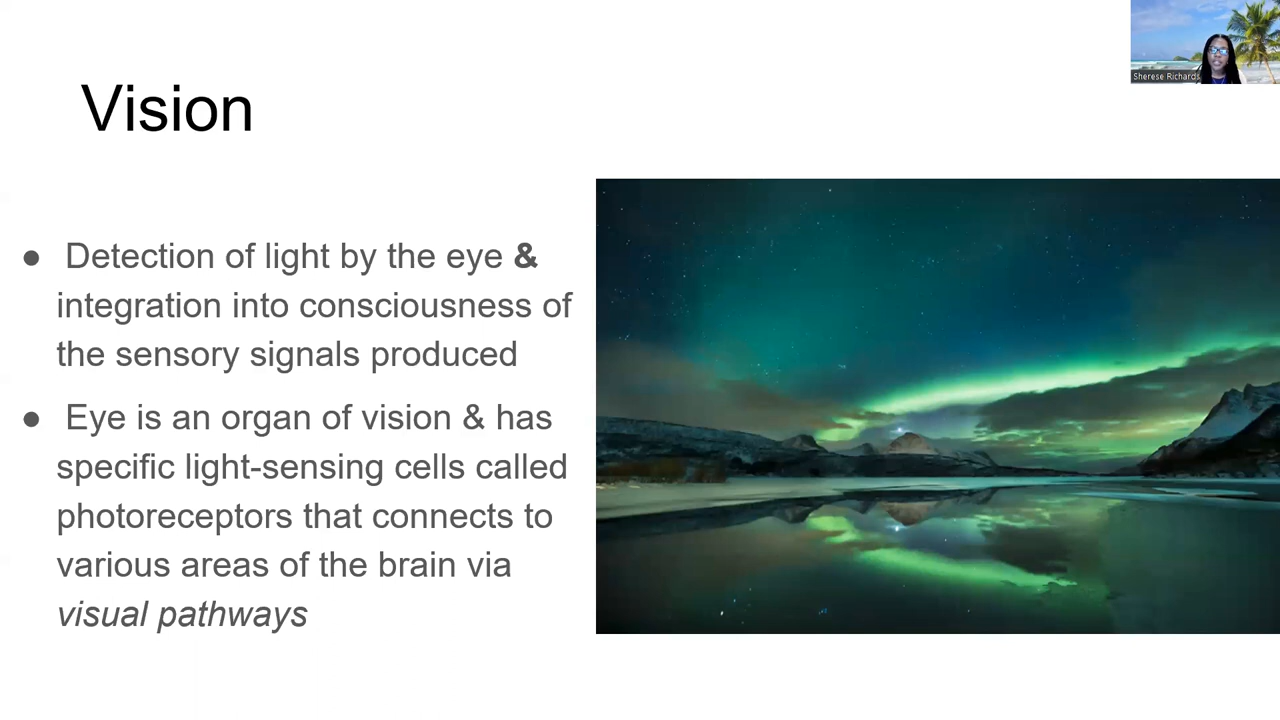 Sherese Richards
Vision
● Detection of light by the eye &
integration into consciousness of
the sensory signals produced
● Eye is an organ of vision & has
specific light-sensing cells called
photoreceptors that connects to
various areas of the brain via
visual pathways